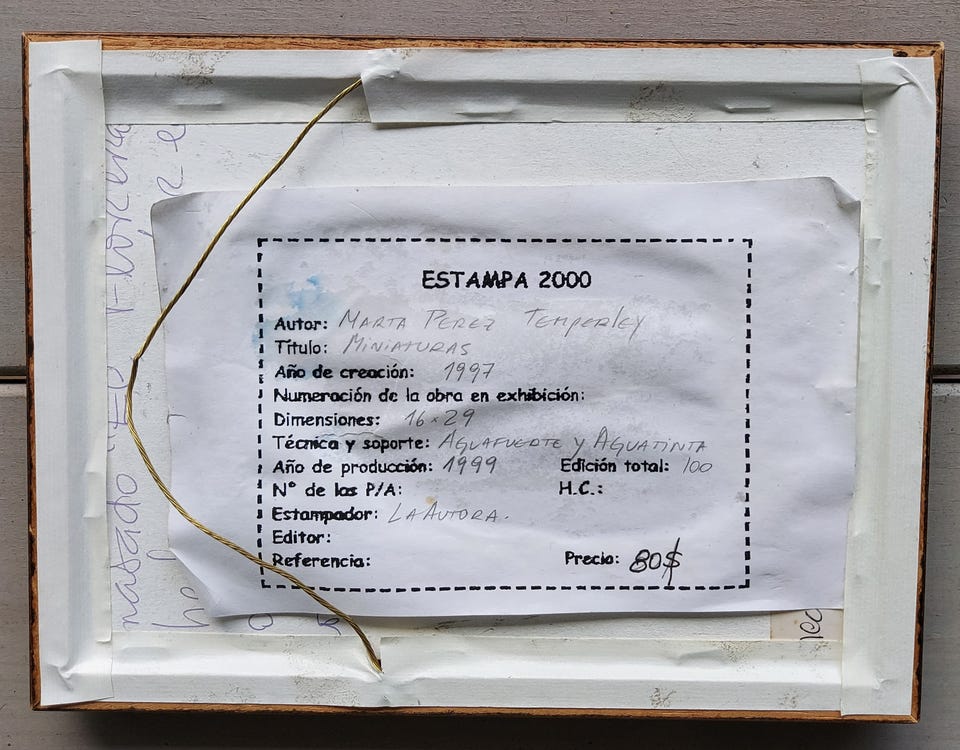 ESTAMPA 2000
Autor: MARTA PEREZ TEMPERLEY
Título: MINIATURAS
Año de creación: 1997
Numeración de la obra en exhibición:
Dimensiones: 16 x 29
Técnica y soporte: AGUAFUERTE y AGUATINTA
Año de producción: 1999 Edición total: 100
N° de las P/A: H.C.:
Estampador: LA AUTORA.
Editor:
Referencia: Precio: 80$